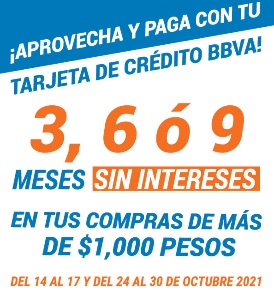 ¡APROVECHA Y PAGA CON TU
TARJETA DE CRÉDITO BBVA!
3, 6 ó 9
MESES SIN INTERESES
EN TUS COMPRAS DE MÁS
DE $1,000 PESOS
DEL 14 AL 17 Y DEL 24 AL 30 DE OCTUBRE 2021